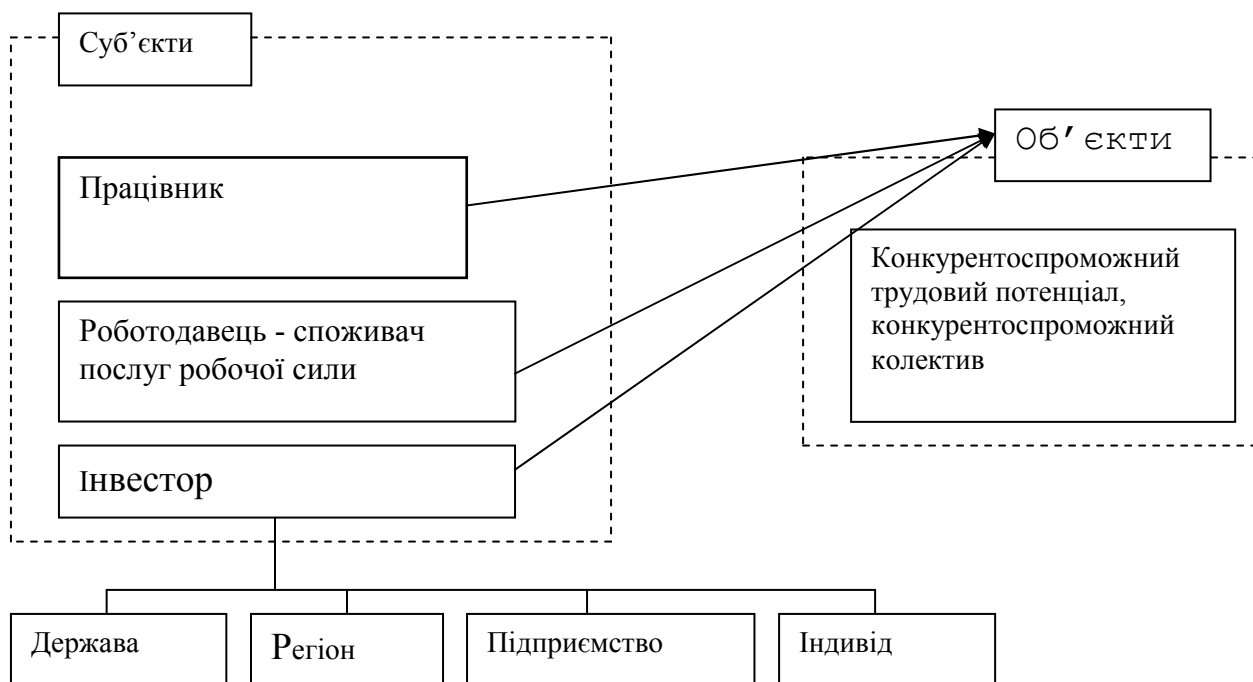 Суб’єкти
Об’єкти
Працівник
Роботодавець - споживач
послуг робочої сили
Інвестор
Конкурентоспроможний
трудовий потенціал,
конкурентоспроможний
колектив
Держава
Регіон
Підприємство
Індивід